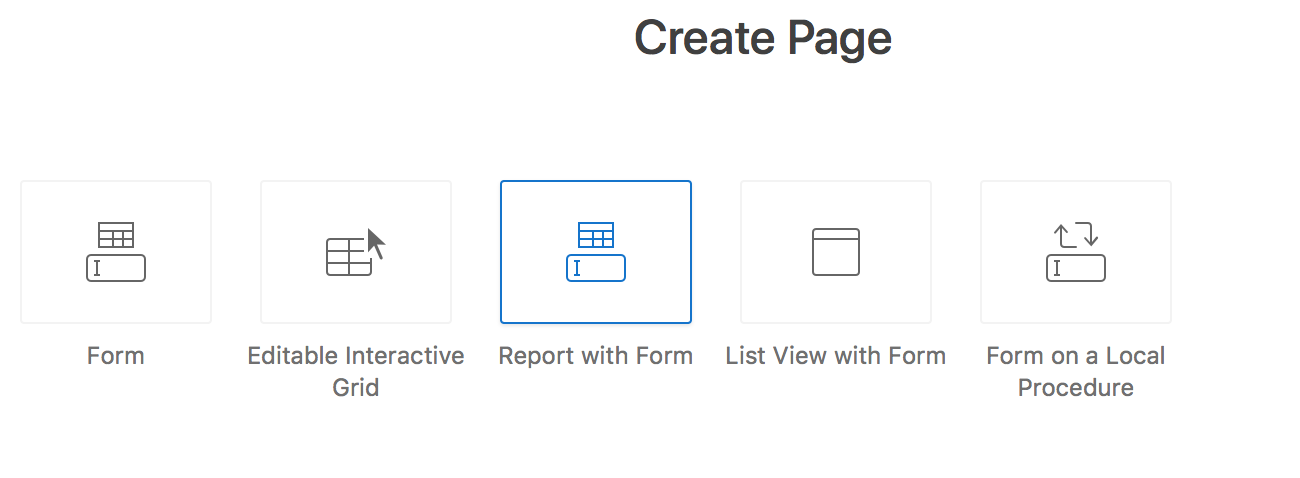 Create Page
Form
Editable Interactive
Grid
Report with Form
List View with Form
Form on a Local
Procedure